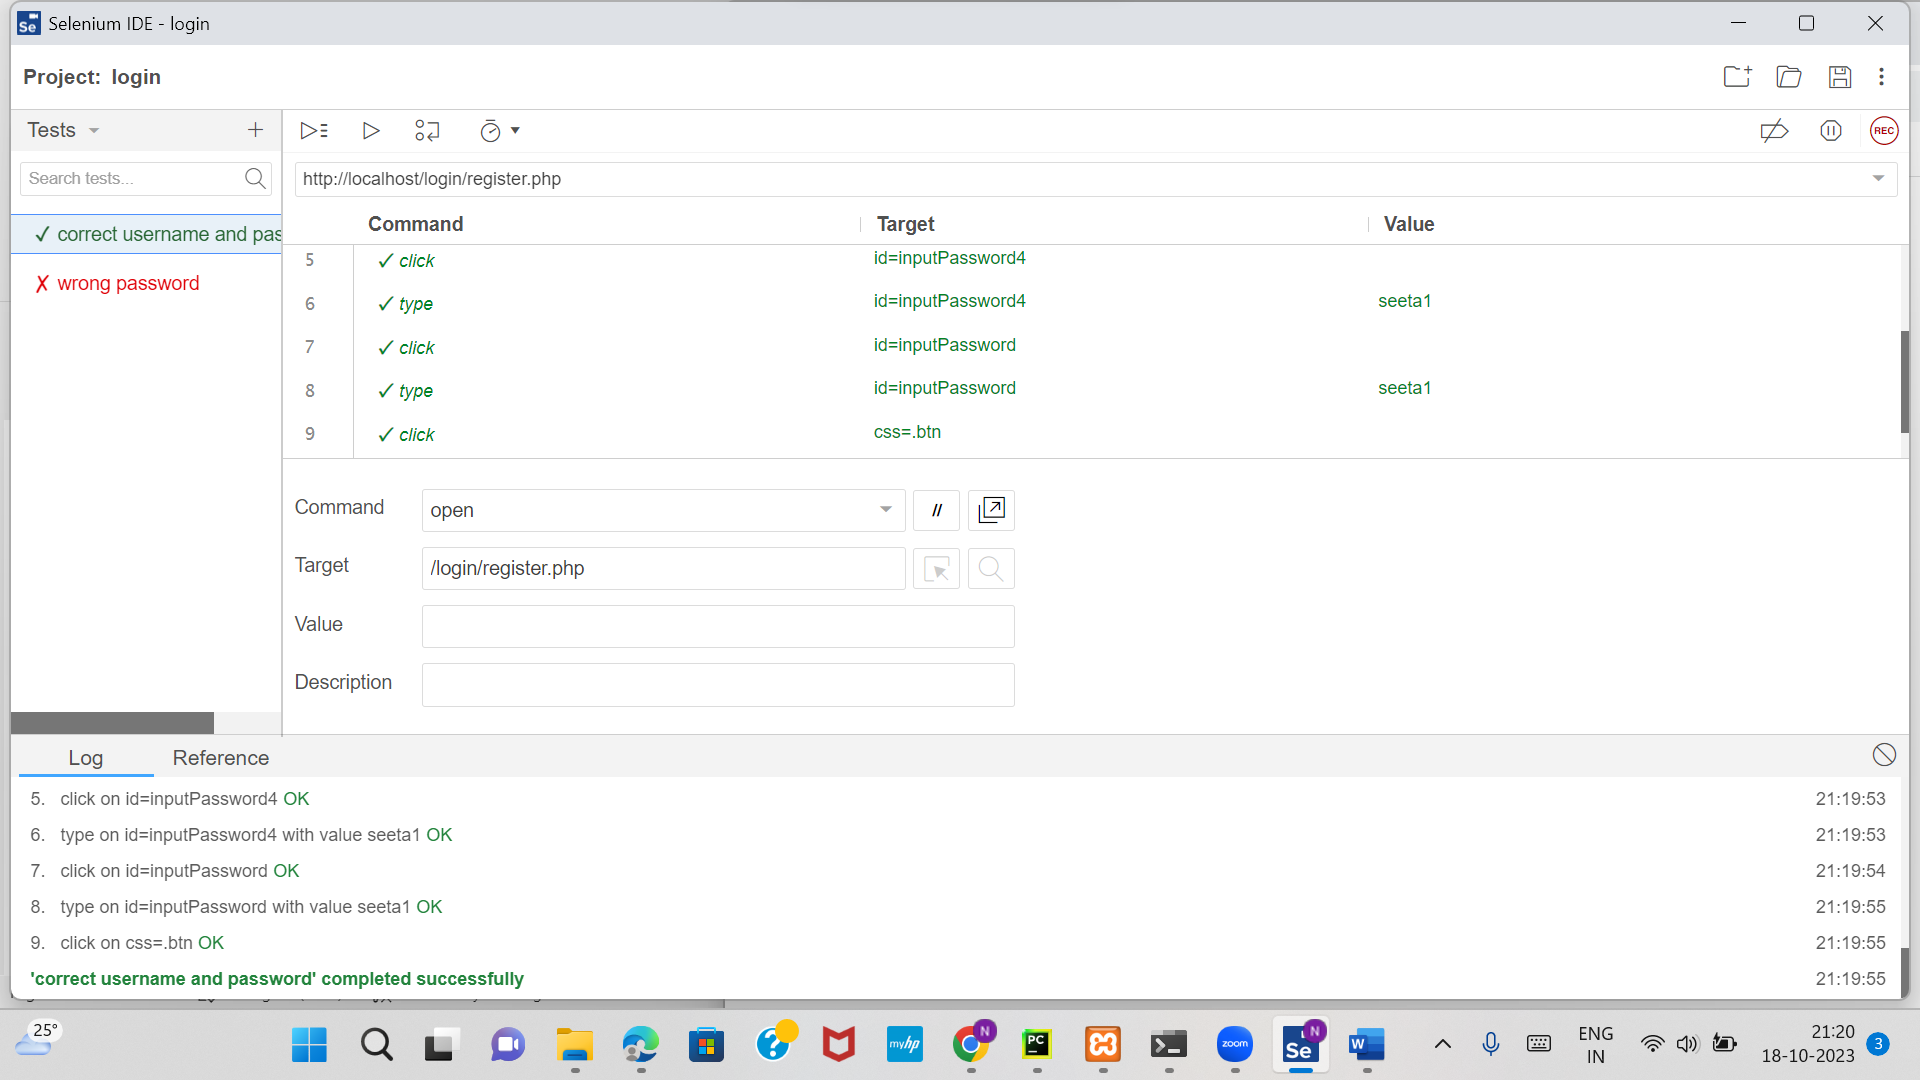 Selenium IDE - login
Project: login
Tests
Search tests...
correct username and pas
wrong password
REC
http://localhost/login/register.php
Command Target Value
5 ✓ click id=inputPassword4
6 ✓ type id=inputPassword4 seeta1
7 ✓ click id=inputPassword
8 ✓ type id=inputPassword seeta1
9 ✓ click css=.btn
Command open //
Target /login/register.php
Value
Description
Log Reference
5. click on id=inputPassword4 OK 21:19:53
6. type on id=inputPassword4 with value seeta1 OK 21:19:53
7. click on id=inputPassword OK 21:19:54
8. type on id=inputPassword with value seeta1 OK 21:19:55
9. click on css=.btn OK 21:19:55
'correct username and password' completed successfully 21:19:55
25°
myhp
N
PC
zoom
Se
N
W
ENG
IN
21:20
18-10-2023
3